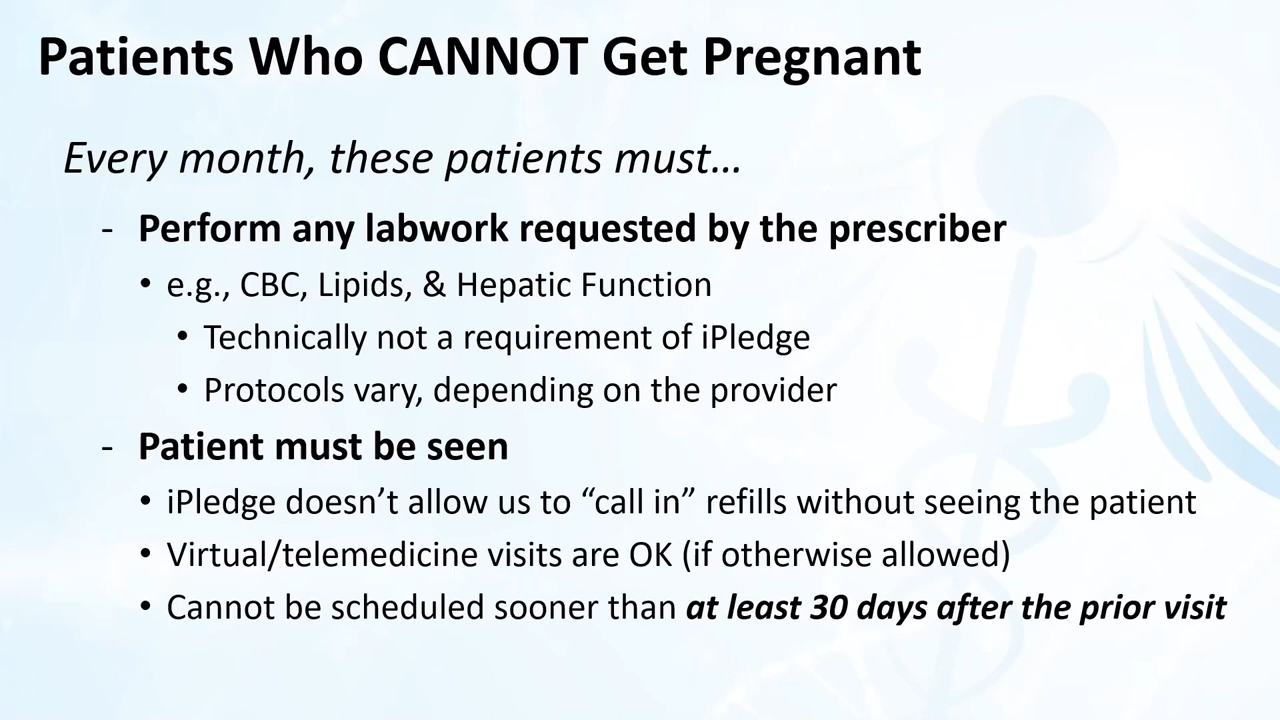 Patients Who CANNOT Get Pregnant
Every month, these patients must…
- Perform any labwork requested by the prescriber
• e.g., CBC, Lipids, & Hepatic Function
• Technically not a requirement of iPledge
• Protocols vary, depending on the provider
- Patient must be seen
• iPledge doesn’t allow us to “call in” refills without seeing the patient
• Virtual/telemedicine visits are OK (if otherwise allowed)
• Cannot be scheduled sooner than at least 30 days after the prior visit